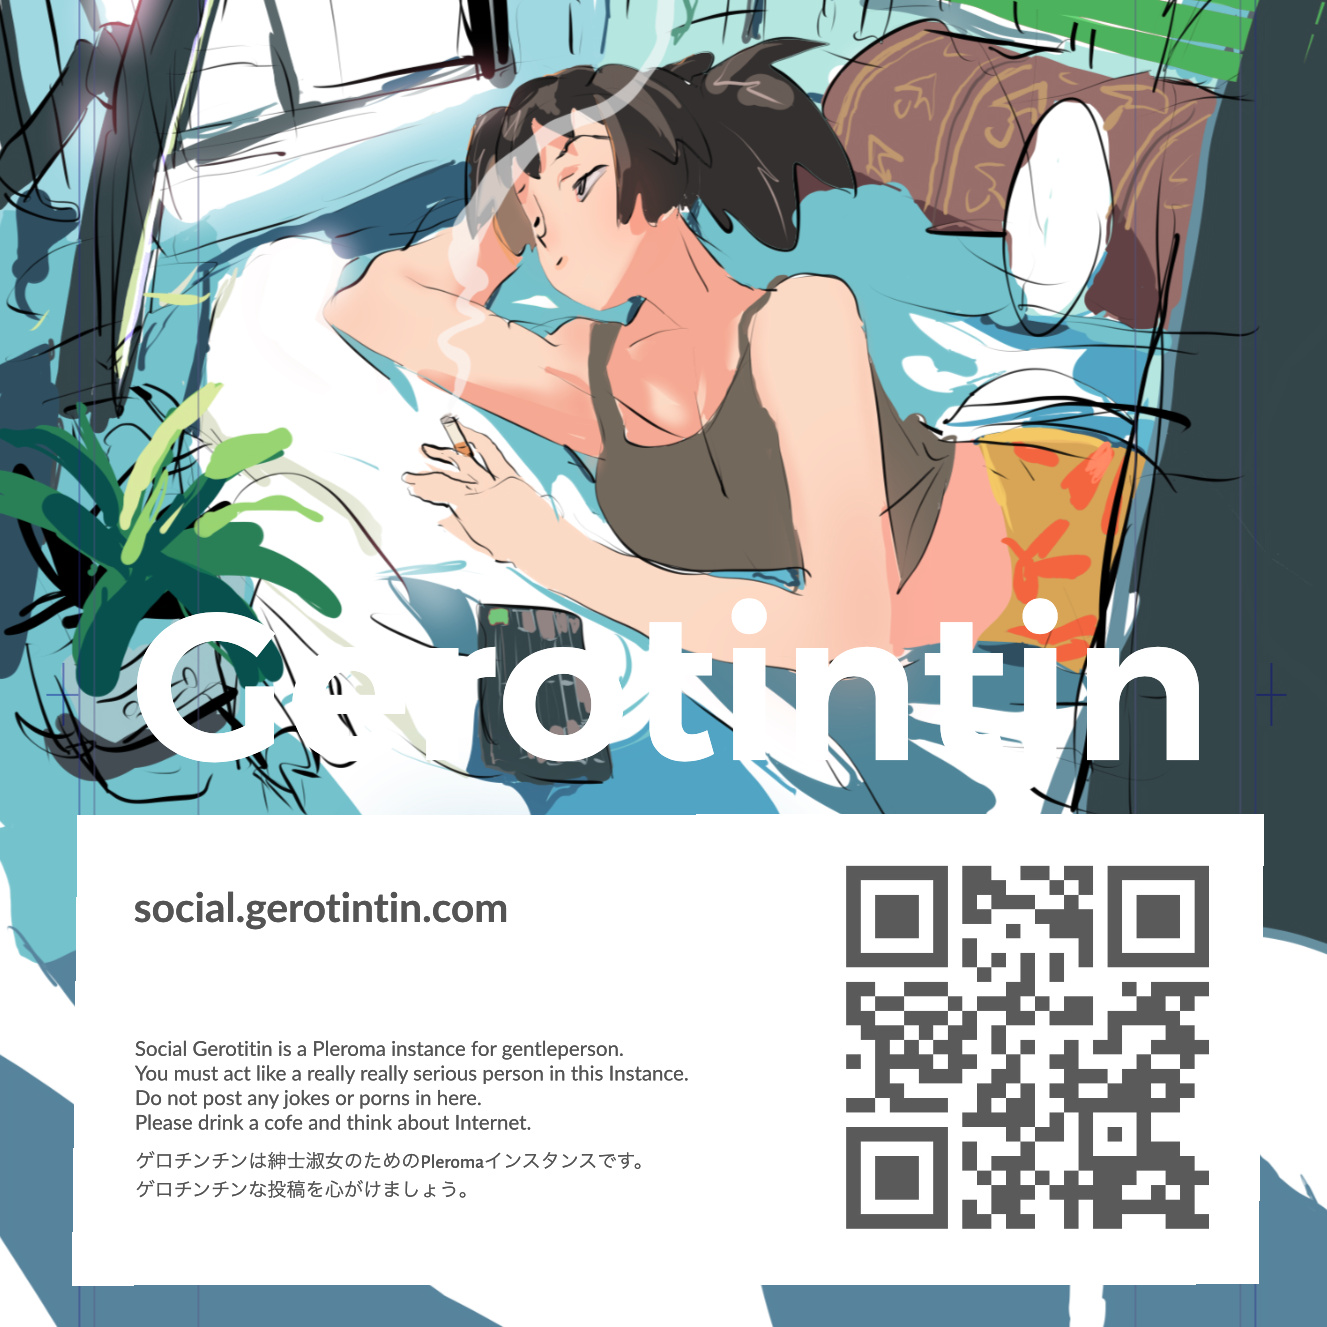 Gerotintin
social.gerotintin.com
Social Gerotitin is a Pleroma instance for gentleperson.
You must act like a really really serious person in this Instance.
Do not post any jokes or porns in here.
Please drink a cofe and think about Internet.
ゲロチンチンは紳士淑女のためのPleromaインスタンスです。
ゲロチンチンな投稿を心がけましょう。